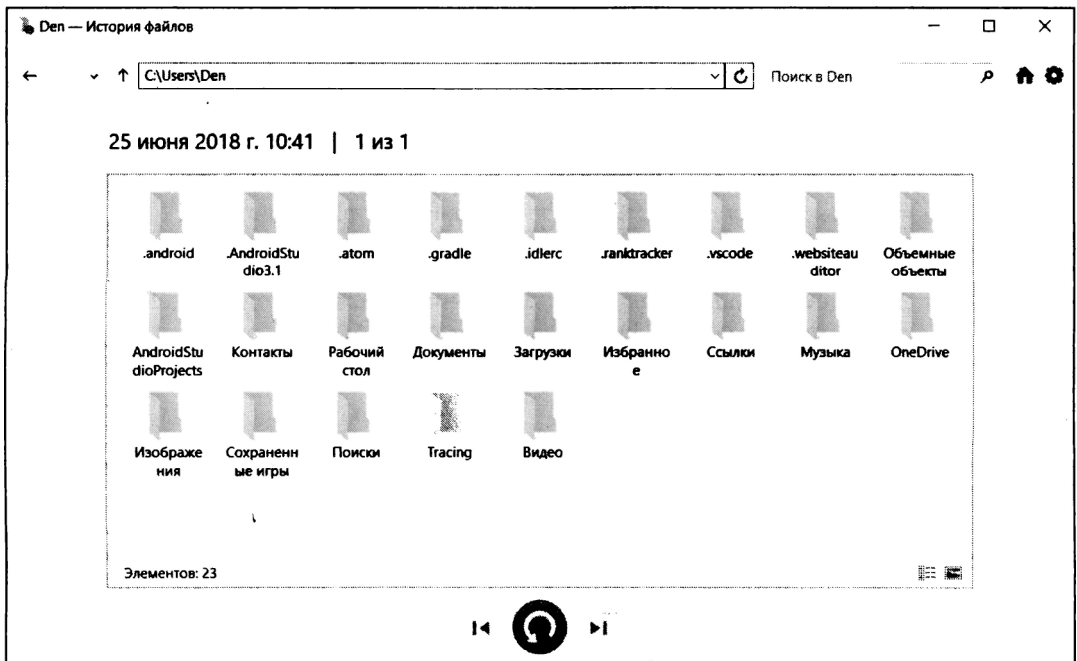 Den — История файлов
C:\Users\Den
Поиск в Den
25 июня 2018 г. 10:41 | 1 из 1
.android .AndroidStu .atom .gradle .idlerc .ranktracker .vscode .websiteau Объемные
dio3.1 ditor объекты
AndroidStu Контакты Рабочий Документы Загрузки Избранно Ссылки Музыка OneDrive
dioProjects стол е
Изображе Сохраненн Поиски Tracing Видео
ния ые игры
Элементов: 23